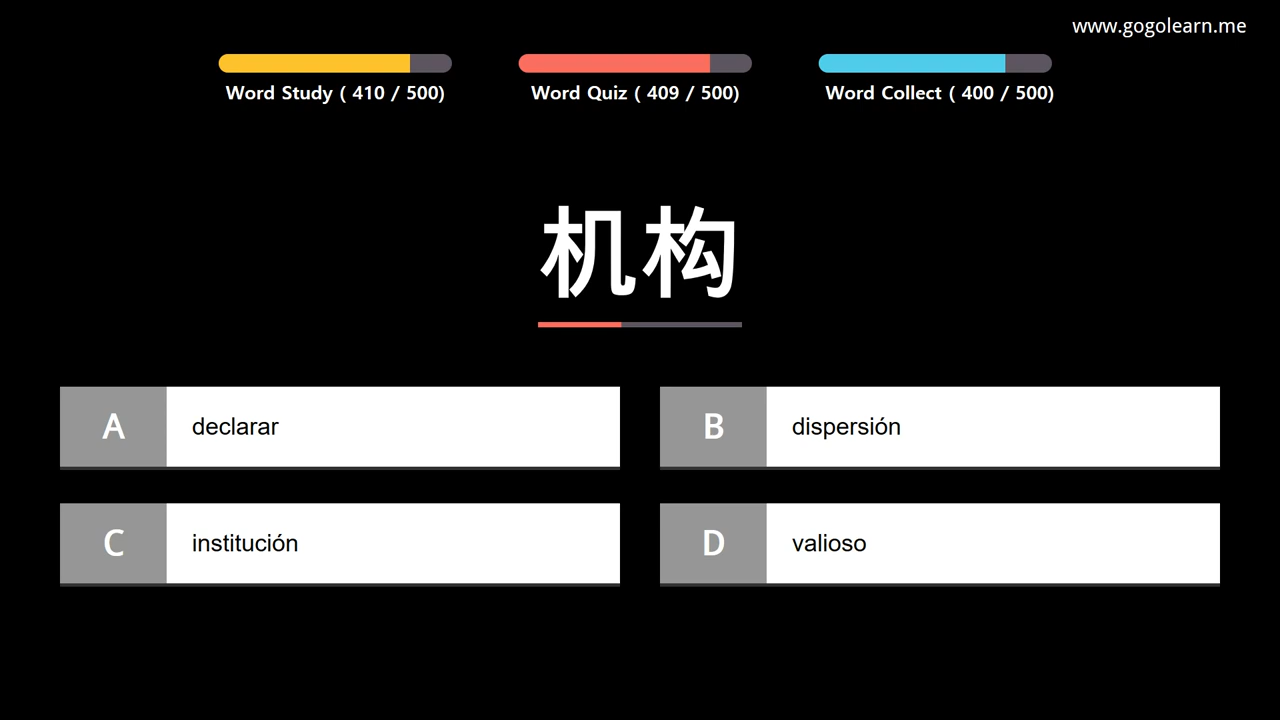 www.gogolearn.me
Word Study ( 410 / 500)
Word Quiz ( 409 / 500)
Word Collect ( 400 / 500)
机构
A declarar
B dispersión
C institución
D valioso